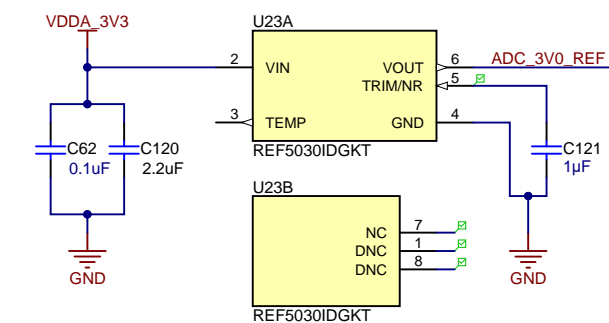 VDDA_3V3
U23A
2 VIN VOUT 6 ADC_3V0_REF
TRIM/NR 5
3 TEMP GND 4
REF5030IDGKT
C62
0.1uF
C120
2.2uF
C121
1µF
U23B
NC 7
DNC 1
DNC 8
REF5030IDGKT
GND
GND